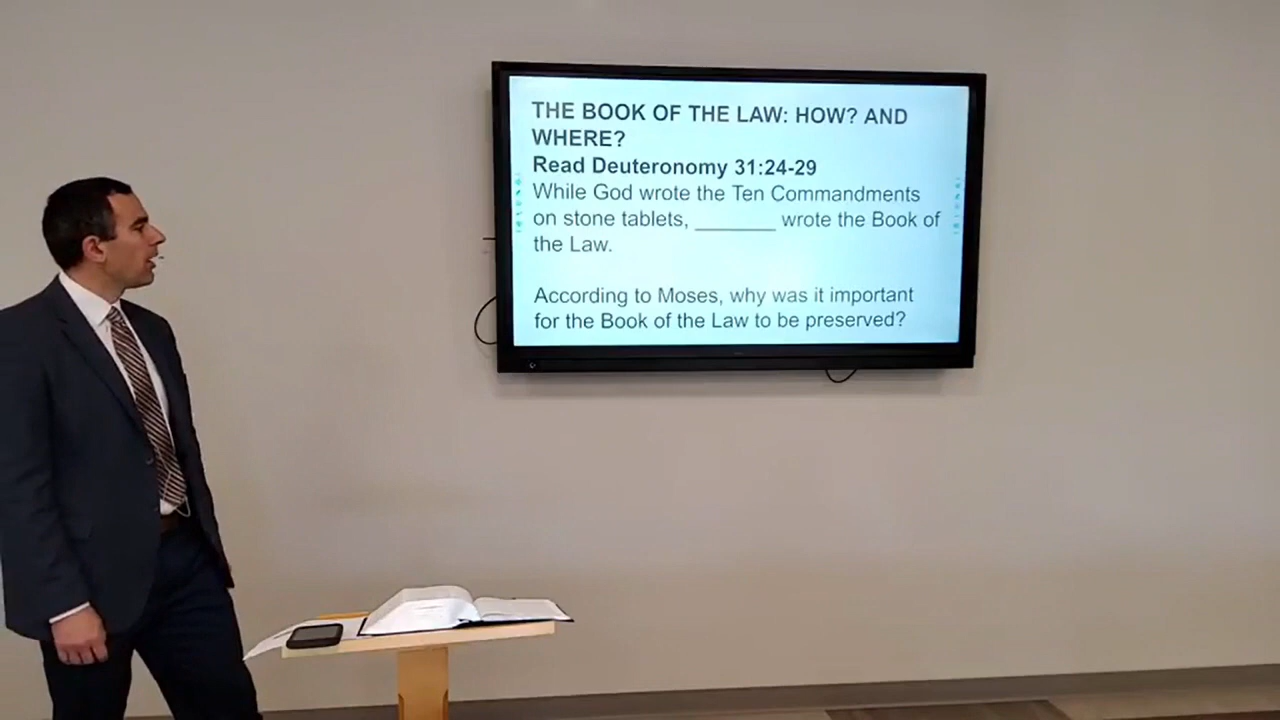 THE BOOK OF THE LAW: HOW? AND
WHERE?
Read Deuteronomy 31:24-29
While God wrote the Ten Commandments
on stone tablets, _______ wrote the Book of
the Law.
According to Moses, why was it important
for the Book of the Law to be preserved?